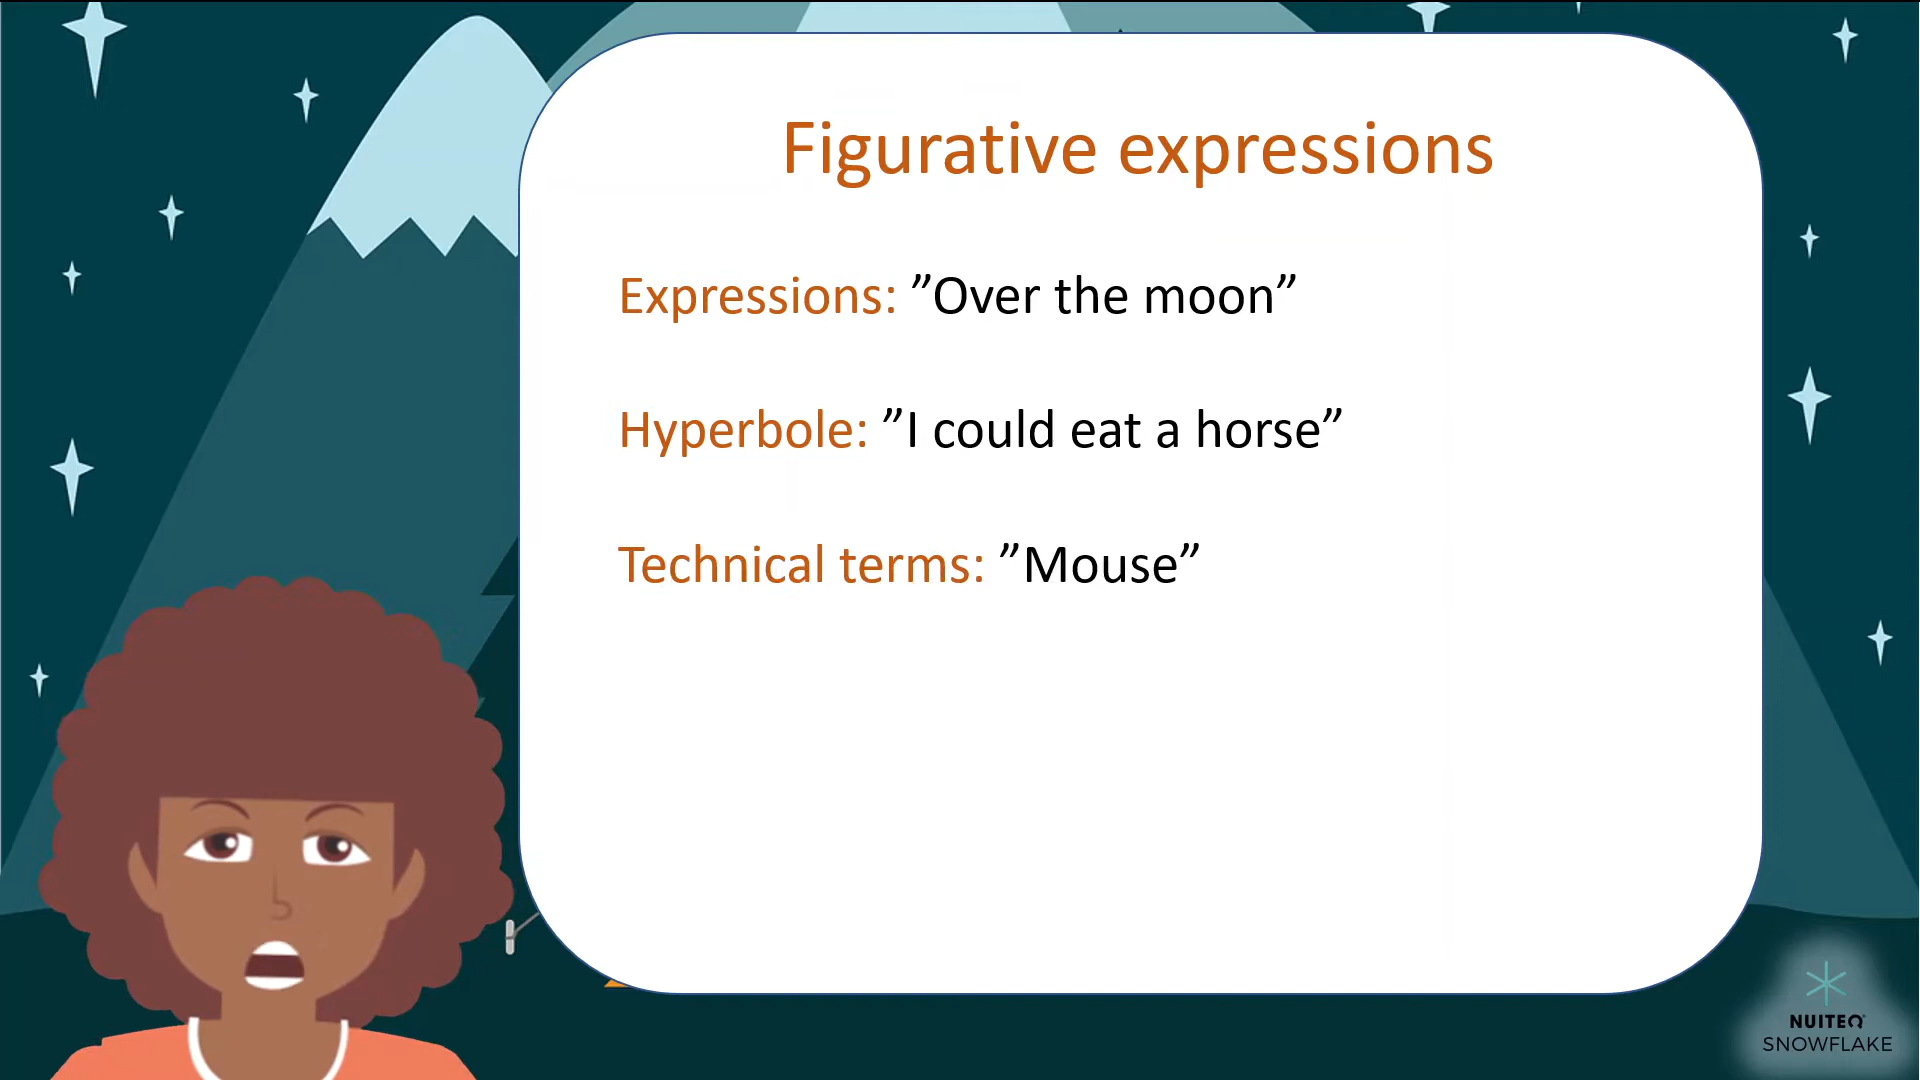 Figurative expressions
Expressions: ”Over the moon”
Hyperbole: ”I could eat a horse”
Technical terms: ”Mouse”
NUITEQ
SNOWFLAKE